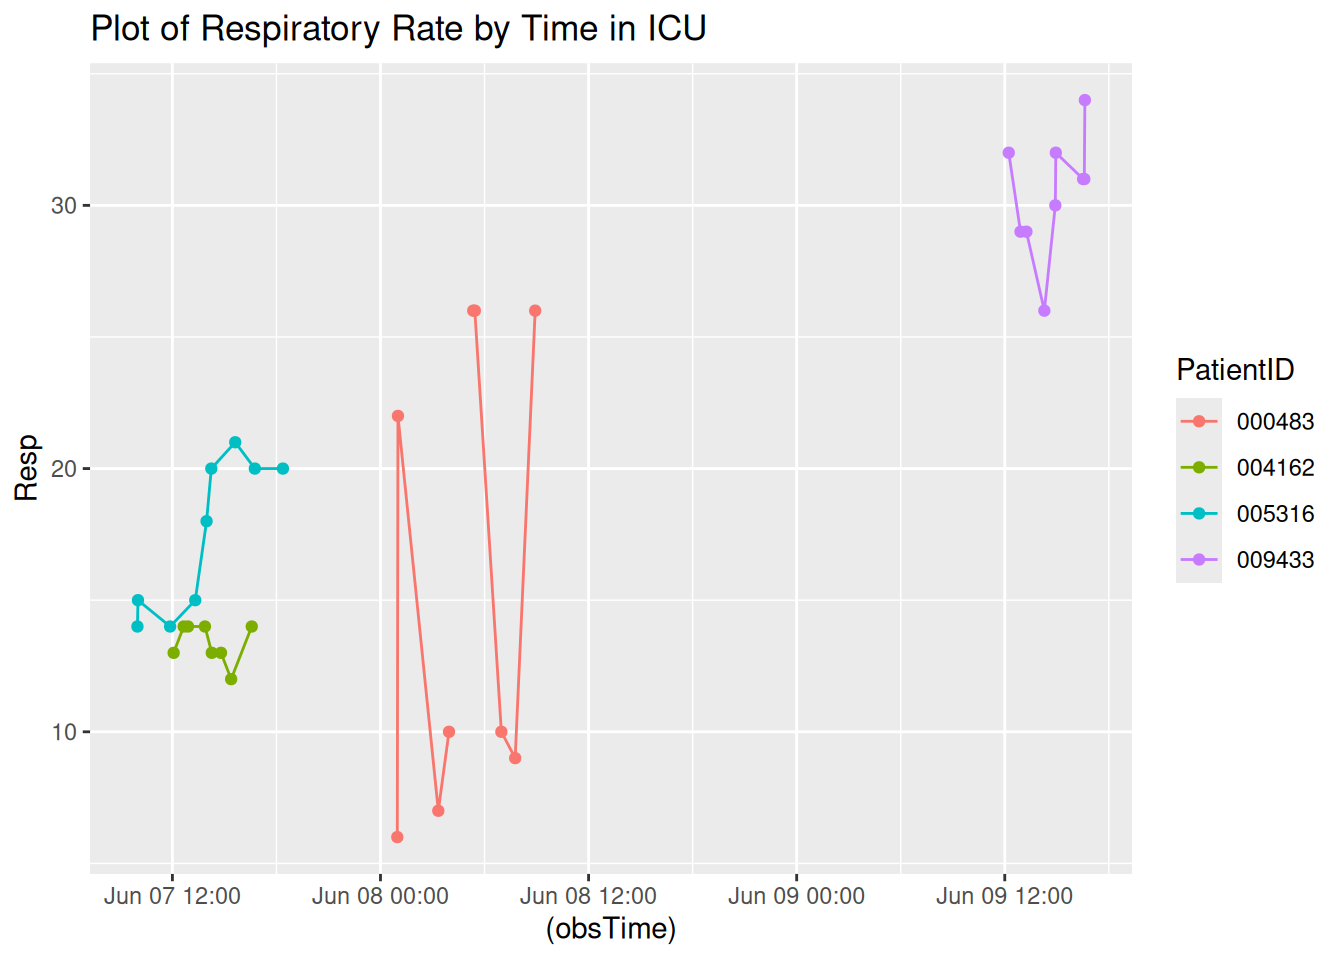 Plot of Respiratory Rate by Time in ICU
Resp
30
20
10
Jun 07 12:00
Jun 08 00:00
Jun 08 12:00
Jun 09 00:00
Jun 09 12:00
(obsTime)
PatientID
000483
004162
005316
009433